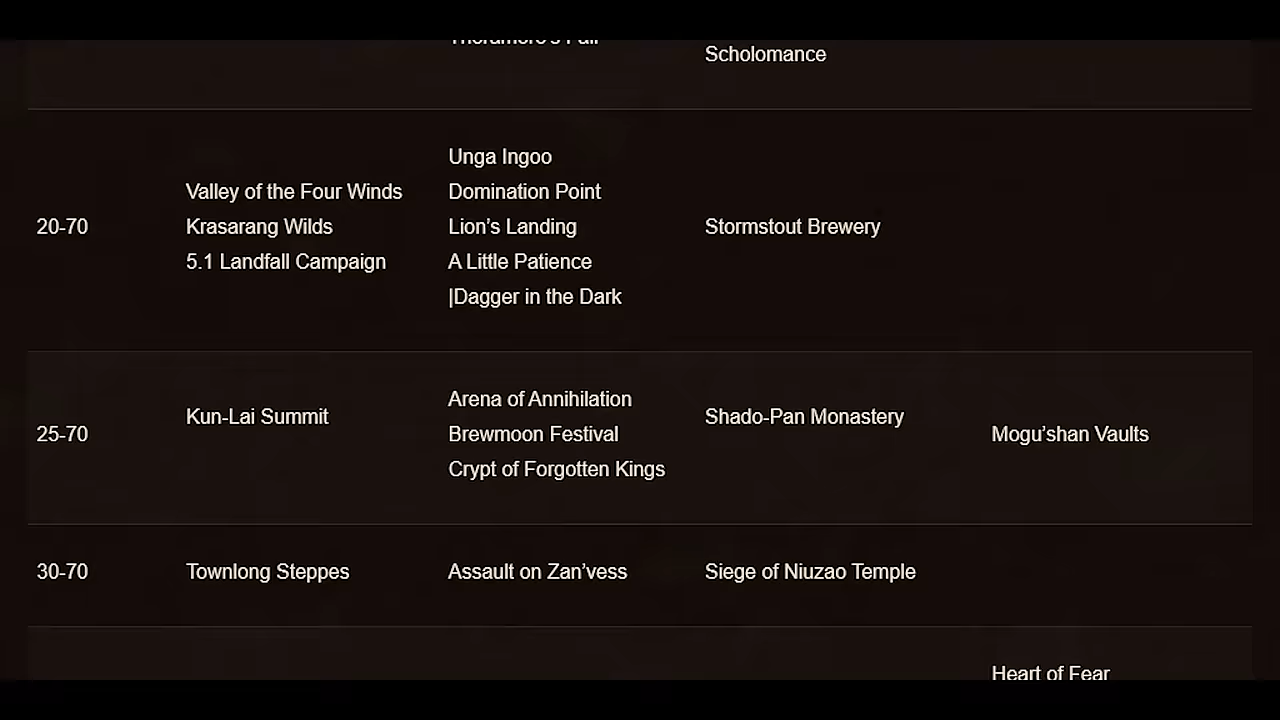 Scholomance
20-70
Valley of the Four Winds
Krasarang Wilds
5.1 Landfall Campaign
Unga Ingoo
Domination Point
Lion’s Landing
A Little Patience
|Dagger in the Dark
Stormstout Brewery
25-70
Kun-Lai Summit
Arena of Annihilation
Brewmoon Festival
Crypt of Forgotten Kings
Shado-Pan Monastery
Mogu’shan Vaults
30-70
Townlong Steppes
Assault on Zan’vess
Siege of Niuzao Temple
Heart of Fear